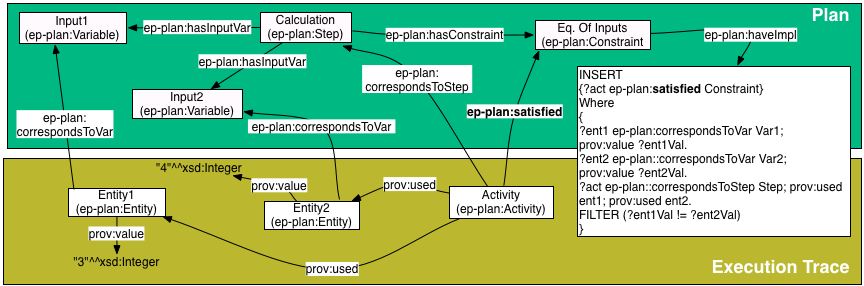 Plan
Input1
(ep-plan:Variable)
ep-plan:hasInputVar
Calculation
(ep-plan:Step)
ep-plan:hasConstraint
Eq. Of Inputs
(ep-plan:Constraint
ep-plan:haveImpl
ep-plan:hasInputVar
Input2
(ep-plan:Variable)
ep-plan:
correspondsToStep
ep-plan:
correspondsToVar
ep-plan:correspondsToVar
ep-plan:satisfied
INSERT
{?act ep-plan:satisfied Constraint}
Where
{
?ent1 ep-plan:correspondsToVar Var1;
prov:value ?ent1Val.
?ent2 ep-plan::correspondsToVar Var2;
prov:value ?ent2Val.
?act ep-plan::correspondsToStep Step; prov:used
ent1; prov:used ent2.
FILTER (?ent1Val != ?ent2Val)
}
"4"^^xsd:Integer
prov:value
prov:used
Entity1
(ep-plan:Entity)
Entity2
(ep-plan:Entity)
Activity
(ep-plan:Activity)
prov:value
"3"^^xsd:Integer
prov:used
Execution Trace